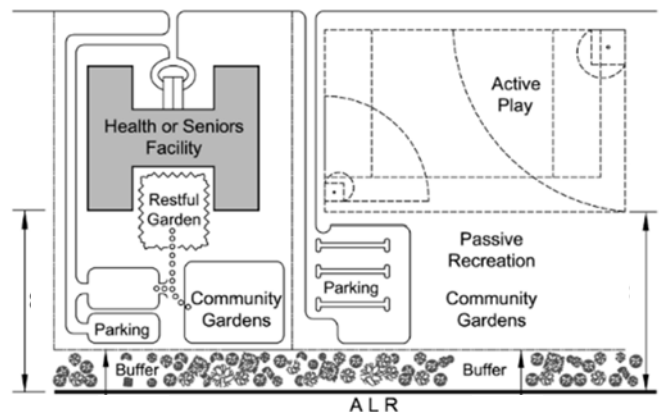 Health or Seniors
Facility
Restful
Garden
Community
Gardens
Parking
Active
Play
Passive
Recreation
Community
Gardens
Parking
Buffer
Buffer
A L R